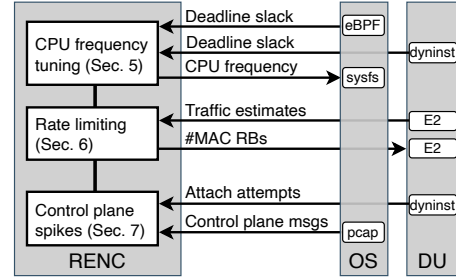 Deadline slack
eBPF
CPU frequency
tuning (Sec. 5)
Deadline slack
dyninst
CPU frequency
sysfs
Traffic estimates
E2
Rate limiting
(Sec. 6)
#MAC RBs
E2
Attach attempts
dyninst
Control plane
spikes (Sec. 7)
Control plane msgs
pcap
RENC
OS
DU